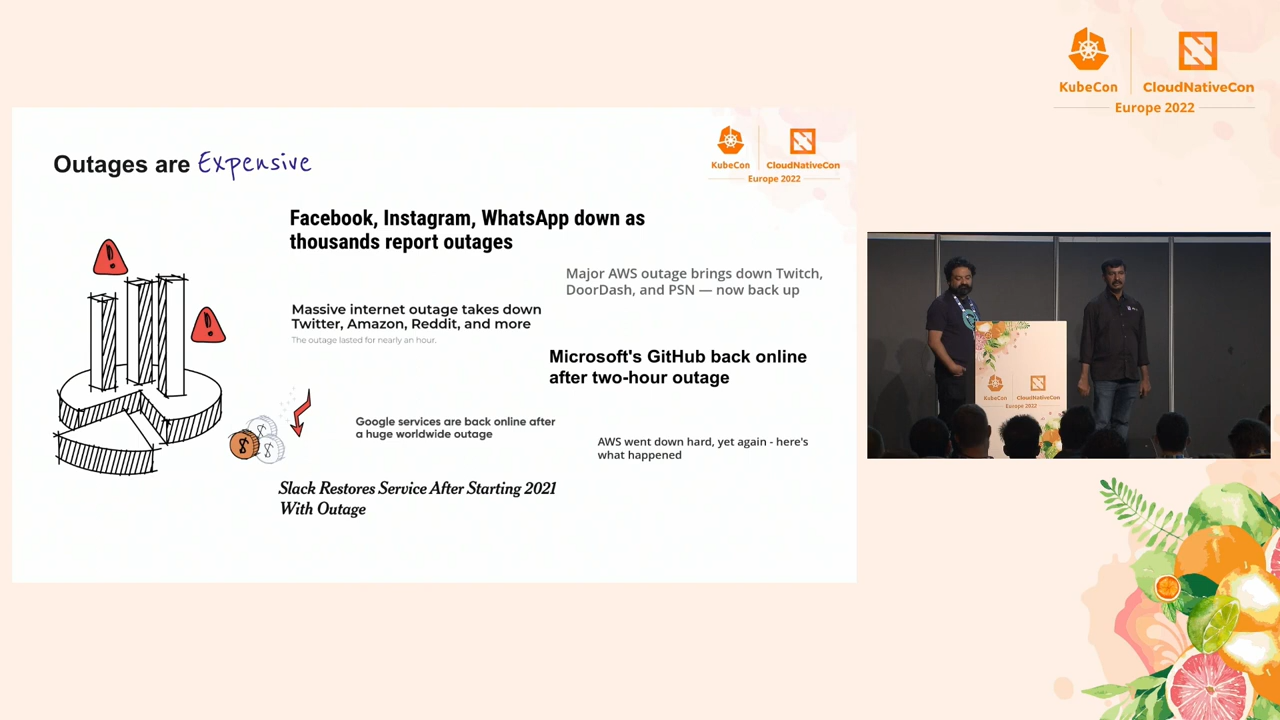 KubeCon
CloudNativeCon
Europe 2022
Outages are Expensive
KubeCon
CloudNativeCon
Europe 2022
Facebook, Instagram, WhatsApp down as
thousands report outages
Major AWS outage brings down Twitch,
DoorDash, and PSN — now back up
Massive internet outage takes down
Twitter, Amazon, Reddit, and more
The outage lasted for nearly an hour.
Microsoft's GitHub back online
after two-hour outage
Google services are back online after
a huge worldwide outage
AWS went down hard, yet again - here's
what happened
Slack Restores Service After Starting 2021
With Outage
KubeCon
CloudNativeCon
Europe 2022